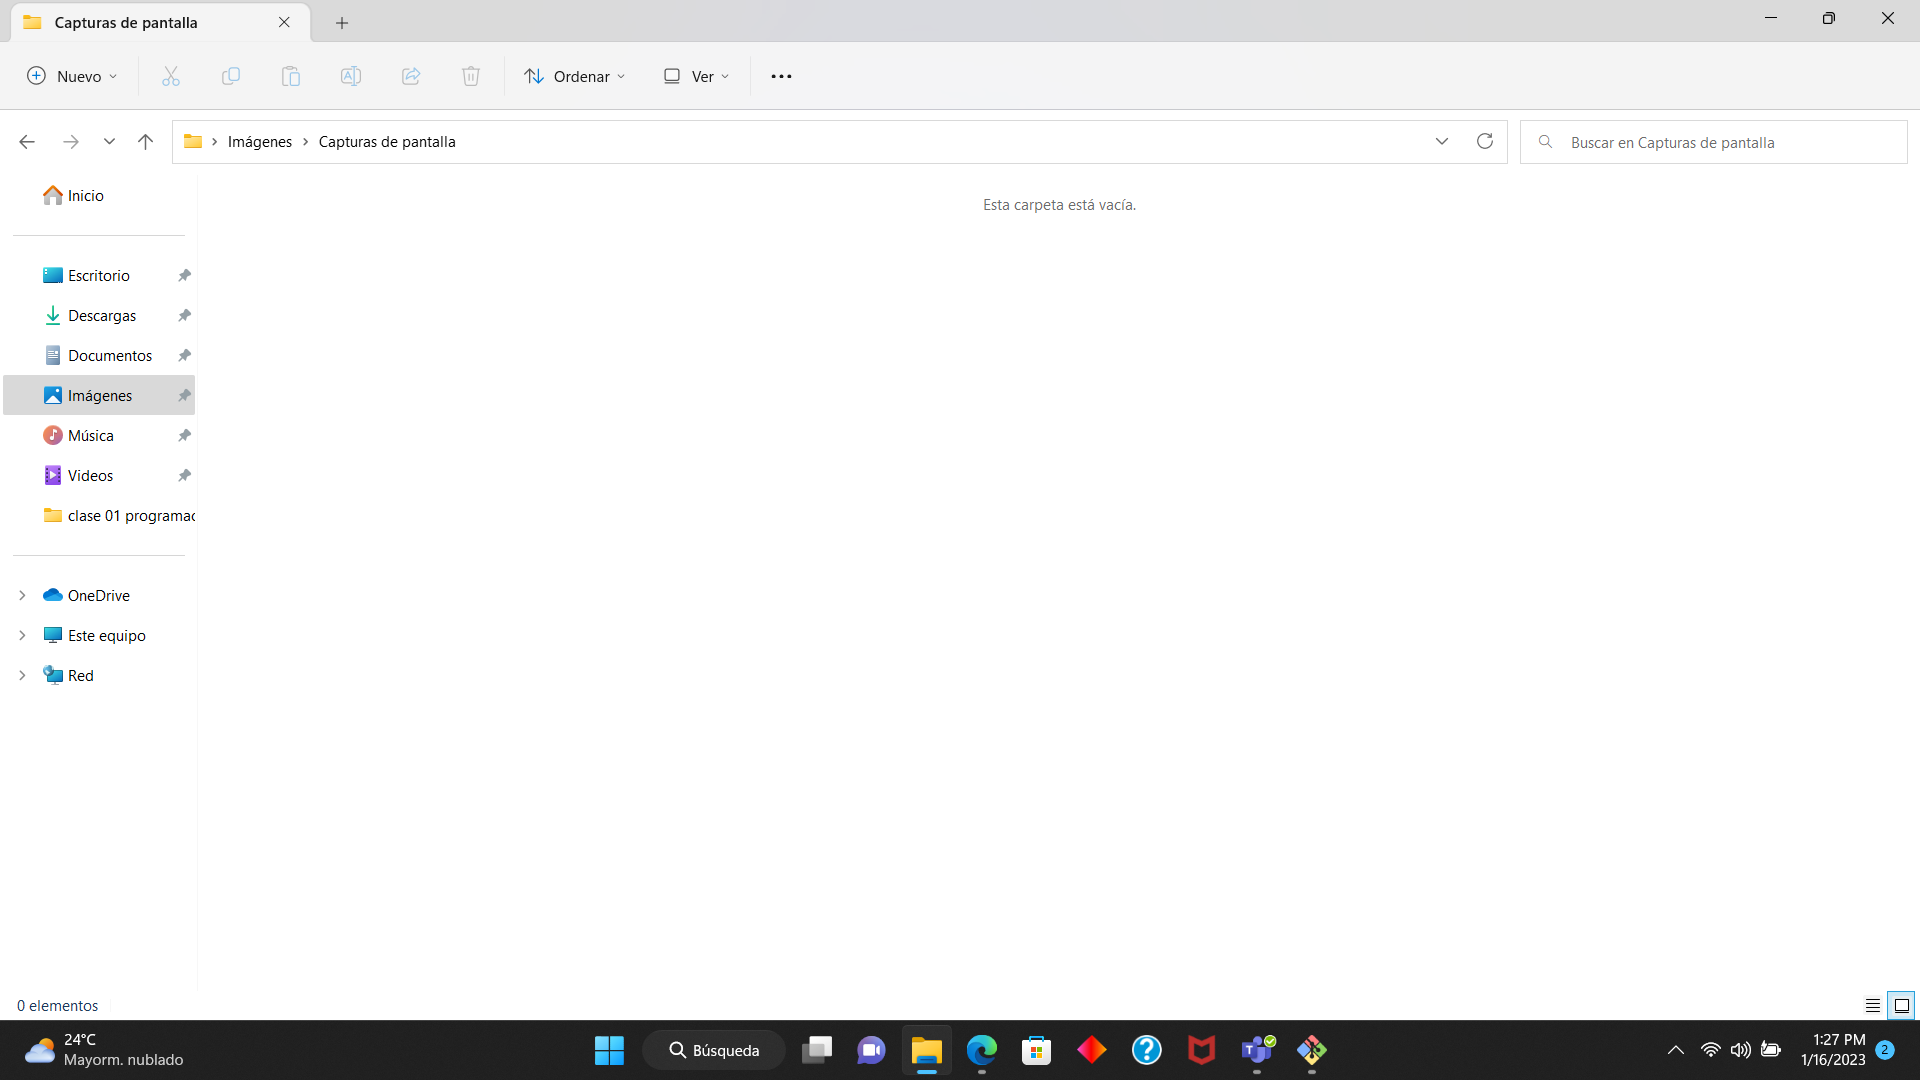 Capturas de pantalla
Nuevo
Ordenar
Ver
Imágenes
Capturas de pantalla
Buscar en Capturas de pantalla
Inicio
Esta carpeta está vacía.
Escritorio
Descargas
Documentos
Imágenes
Música
Videos
clase 01 programac
OneDrive
Este equipo
Red
0 elementos
24°C
Mayorm. nublado
Búsqueda
1:27 PM
1/16/2023
2